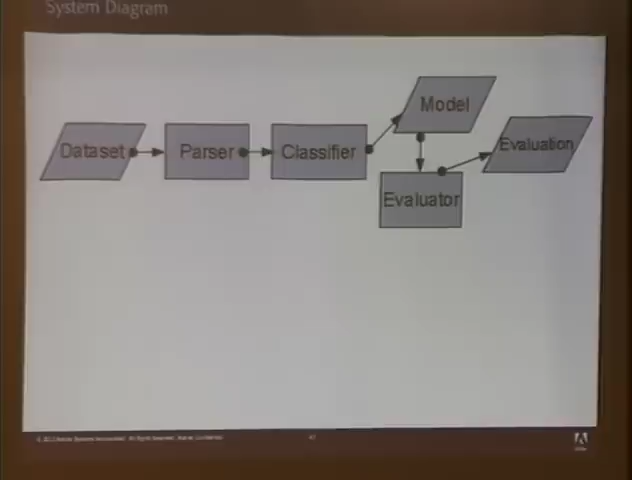 System Diagram
Dataset
Parser
Classifier
Model
Evaluator
Evaluation